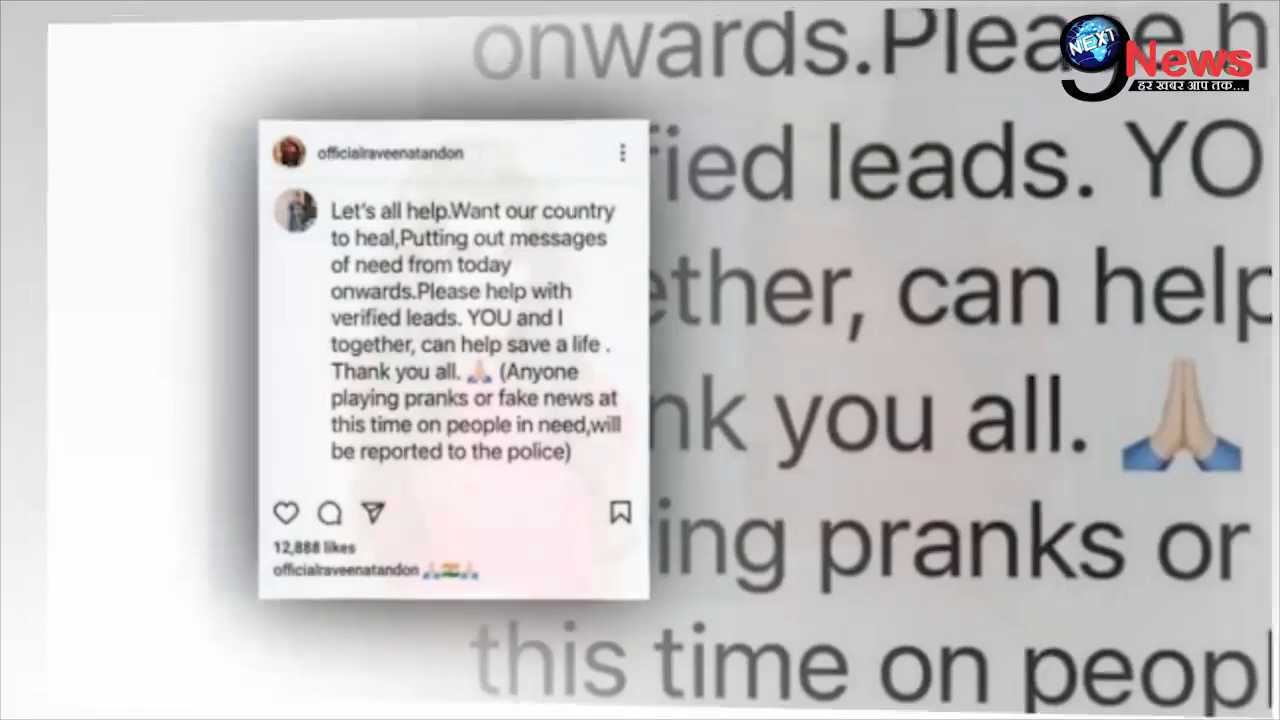 onwards.Please h
NEXT
9
News
हर खबर आप तक...
officialraveenatandon
Let's all help.Want our country
to heal,Putting out messages
of need from today
onwards.Please help with
verified leads. YOU and I
together, can help save a life .
Thank you all. 🙏🏻 (Anyone
playing pranks or fake news at
this time on people in need,will
be reported to the police)
12,888 likes
officialraveenatandon 🙏🏻🇮🇳🙏🏻
ied leads. YO
ether, can help
nk you all. 🙏🏻
ing pranks or
this time on peopl